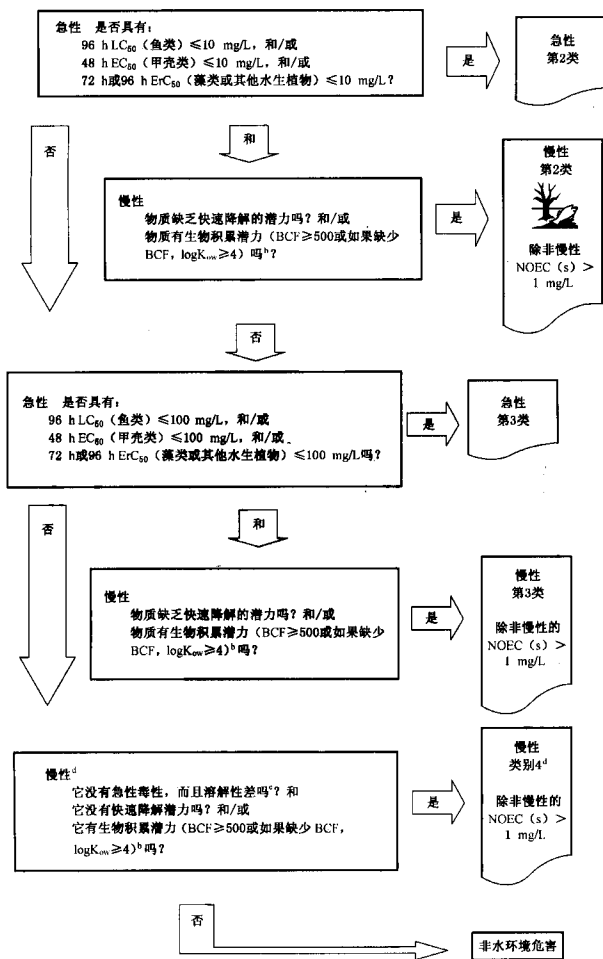 急性 是否具有：
96 h LC50（鱼类）≤10 mg/L，和/或
48 h EC50（甲壳类）≤10 mg/L，和/或
72 h或96 h ErC50（藻类或其他水生植物）≤10 mg/L？
是
急性
第2类
否
和
慢性
物质缺乏快速降解的潜力吗？和/或
物质有生物积累潜力（BCF≥500或如果缺少
BCF，logKow≥4）吗b？
是
慢性
第2类
除非慢性
NOEC（s）>
1 mg/L
否
急性 是否具有：
96 h LC50（鱼类）≤100 mg/L，和/或
48 h EC50（甲壳类）≤100 mg/L，和/或
72 h或96 h ErC50（藻类或其他水生植物）≤100 mg/L吗？
是
急性
第3类
否
和
慢性
物质缺乏快速降解的潜力吗？和/或
物质有生物积累潜力（BCF≥500或如果缺少
BCF，logKow≥4)b吗？
是
慢性
第3类
除非慢性的
NOEC（s）>
1 mg/L
慢性d
它没有急性毒性，而且溶解性差吗c？和
它没有快速降解潜力吗？和/或
它有生物积累潜力（BCF≥500或如果缺少 BCF，
logKow≥4)b吗？
是
慢性
类别4d
除非慢性的
NOEC（s）>
1 mg/L
否
非水环境危害